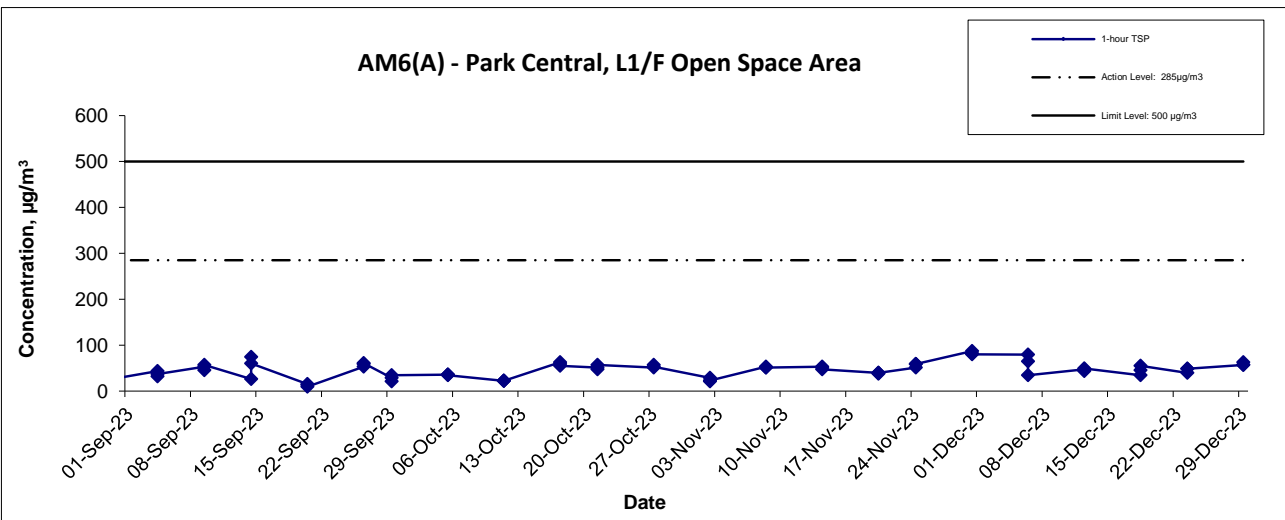 AM6(A) - Park Central, L1/F Open Space Area
1-hour TSP
Action Level: 285µg/m3
Limit Level: 500 µg/m3
Concentration, µg/m³
600
500
400
300
200
100
0
01-Sep-23
08-Sep-23
15-Sep-23
22-Sep-23
29-Sep-23
06-Oct-23
13-Oct-23
20-Oct-23
27-Oct-23
03-Nov-23
10-Nov-23
17-Nov-23
24-Nov-23
01-Dec-23
08-Dec-23
15-Dec-23
22-Dec-23
29-Dec-23
Date